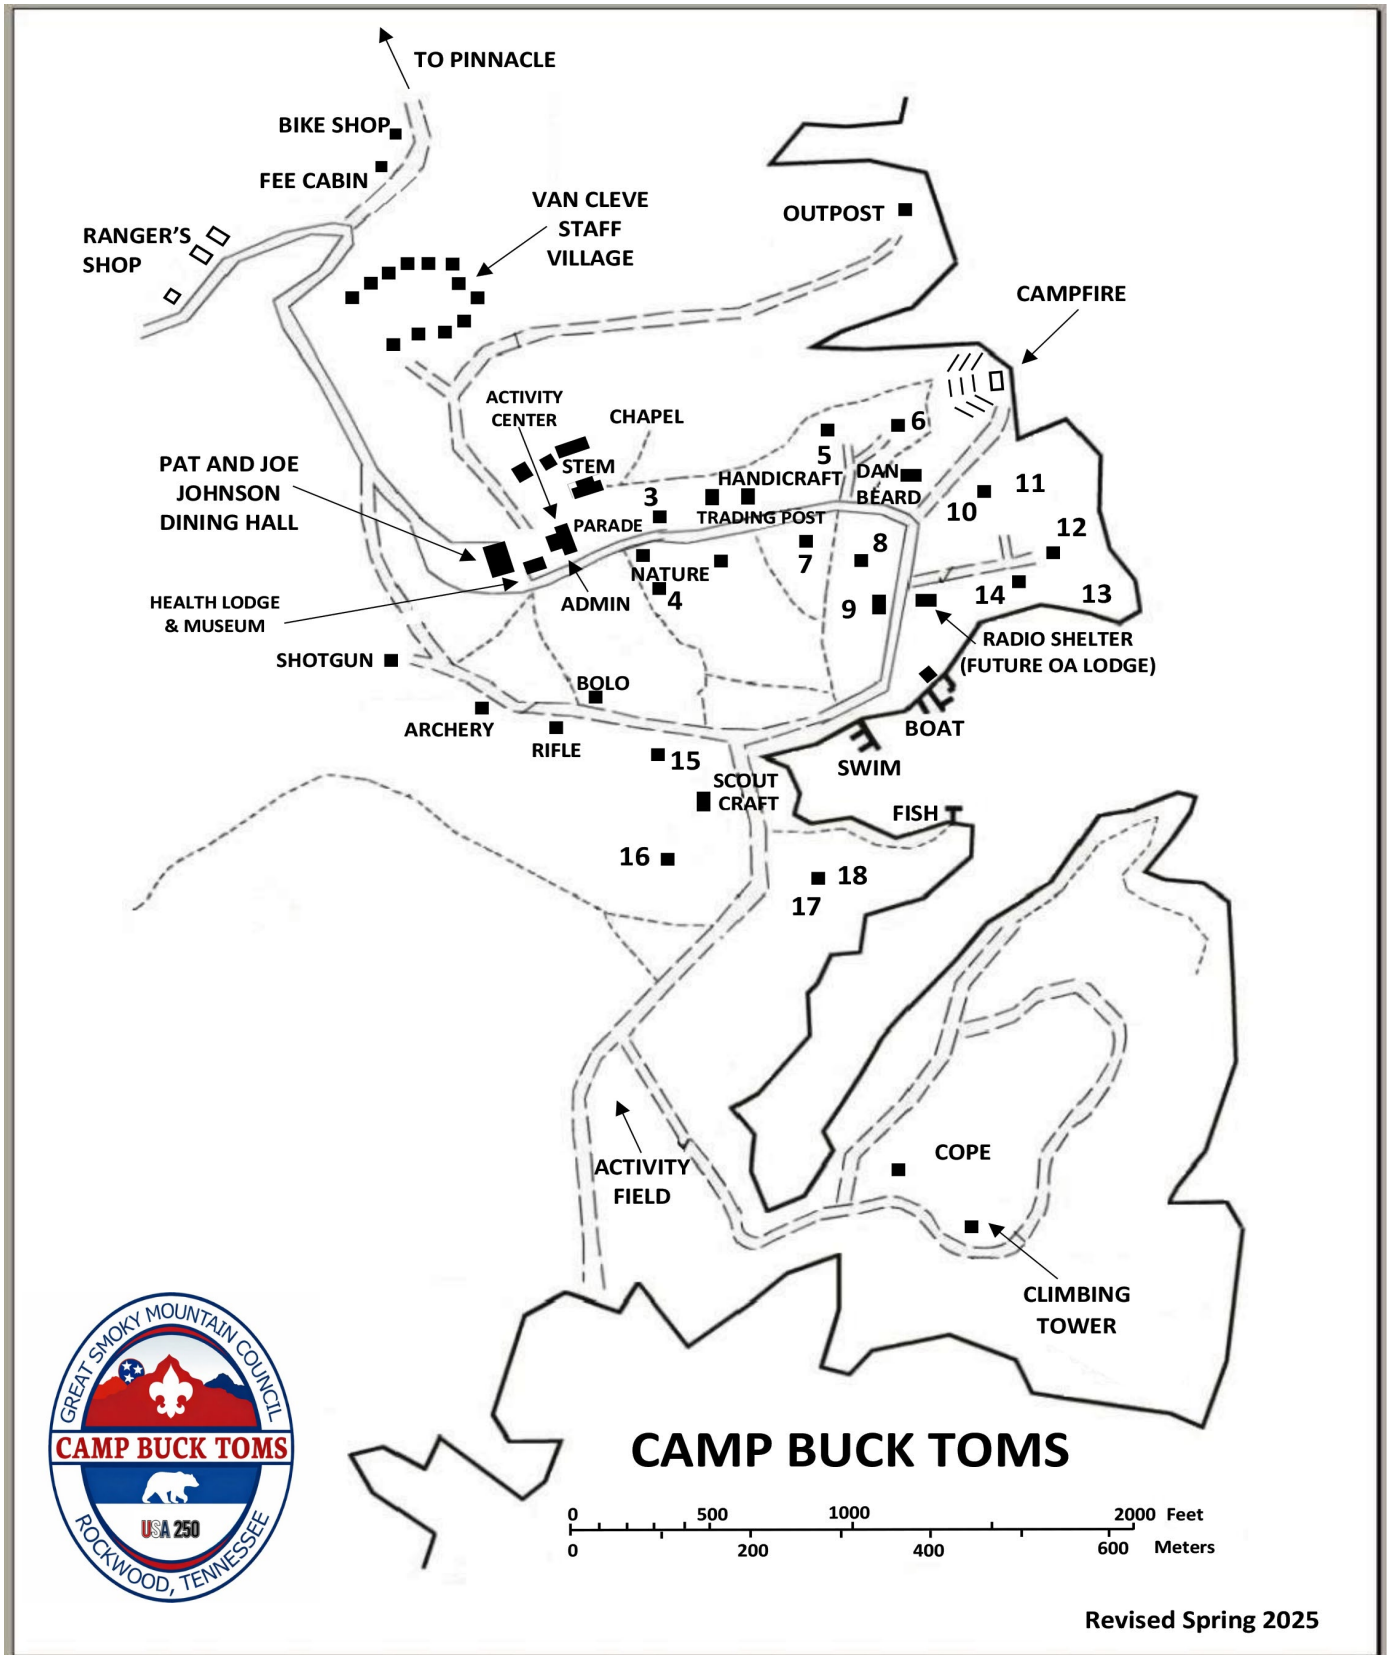 TO PINNACLE
BIKE SHOP
FEE CABIN
RANGER'S
SHOP
VAN CLEVE
STAFF
VILLAGE
OUTPOST
CAMPFIRE
ACTIVITY
CENTER
CHAPEL
STEM
PAT AND JOE
JOHNSON
DINING HALL
6
5
HANDICRAFT
DAN
BEARD
3
PARADE
TRADING POST
10
11
12
8
7
NATURE
4
ADMIN
9
14
13
HEALTH LODGE
& MUSEUM
RADIO SHELTER
(FUTURE OA LODGE)
SHOTGUN
BOLO
ARCHERY
RIFLE
BOAT
SWIM
15
SCOUT
CRAFT
FISH
16
18
17
ACTIVITY
FIELD
COPE
CLIMBING
TOWER
GREAT SMOKY MOUNTAIN COUNCIL
CAMP BUCK TOMS
USA 250
ROCKWOOD, TENNESSEE
CAMP BUCK TOMS
0 500 1000 2000 Feet
0 200 400 600 Meters
Revised Spring 2025